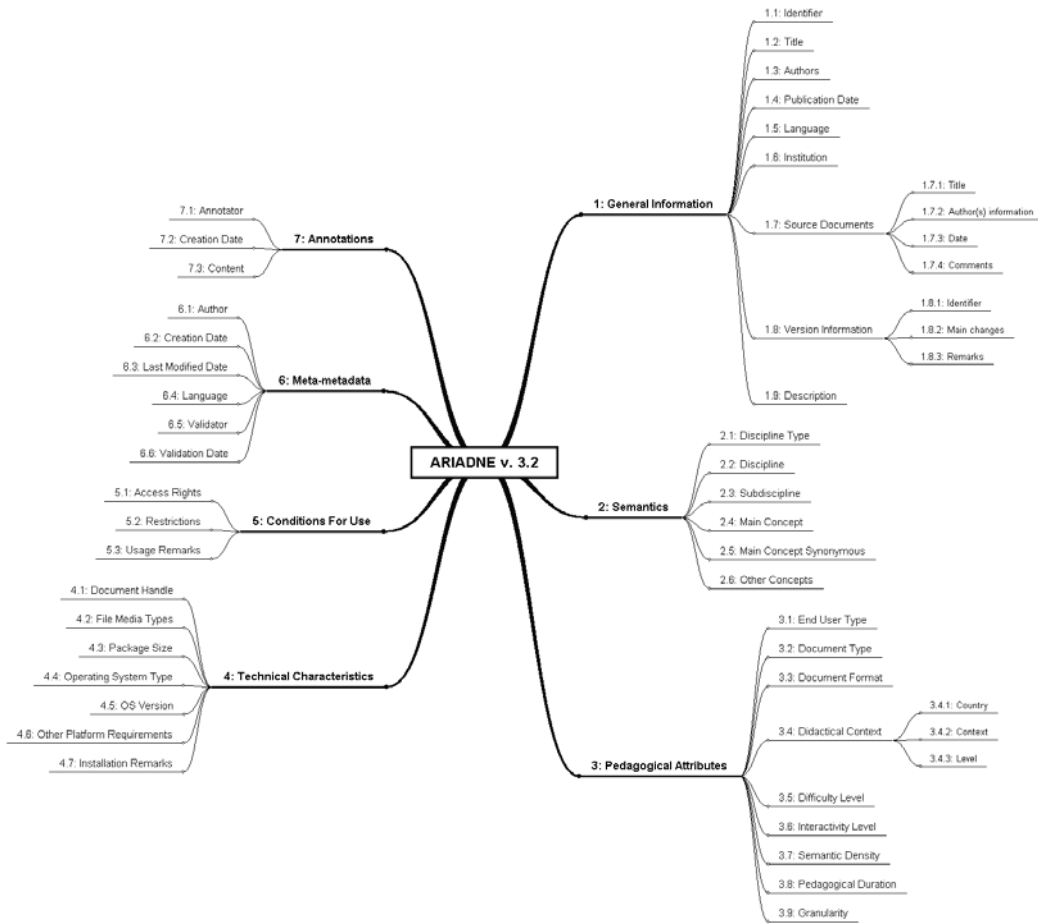 ARIADNE v. 3.2
1: General Information
1.1: Identifier
1.2: Title
1.3: Authors
1.4: Publication Date
1.5: Language
1.6: Institution
1.7: Source Documents
1.7.1: Title
1.7.2: Author(s) information
1.7.3: Date
1.7.4: Comments
1.8: Version Information
1.8.1: Identifier
1.8.2: Main changes
1.8.3: Remarks
1.9: Description
2: Semantics
2.1: Discipline Type
2.2: Discipline
2.3: Subdiscipline
2.4: Main Concept
2.5: Main Concept Synonymous
2.6: Other Concepts
3: Pedagogical Attributes
3.1: End User Type
3.2: Document Type
3.3: Document Format
3.4: Didactical Context
3.4.1: Country
3.4.2: Context
3.4.3: Level
3.5: Difficulty Level
3.6: Interactivity Level
3.7: Semantic Density
3.8: Pedagogical Duration
3.9: Granularity
4: Technical Characteristics
4.1: Document Handle
4.2: File Media Types
4.3: Package Size
4.4: Operating System Type
4.5: OS Version
4.6: Other Platform Requirements
4.7: Installation Remarks
5: Conditions For Use
5.1: Access Rights
5.2: Restrictions
5.3: Usage Remarks
6: Meta-metadata
6.1: Author
6.2: Creation Date
6.3: Last Modified Date
6.4: Language
6.5: Validator
6.6: Validation Date
7: Annotations
7.1: Annotator
7.2: Creation Date
7.3: Content